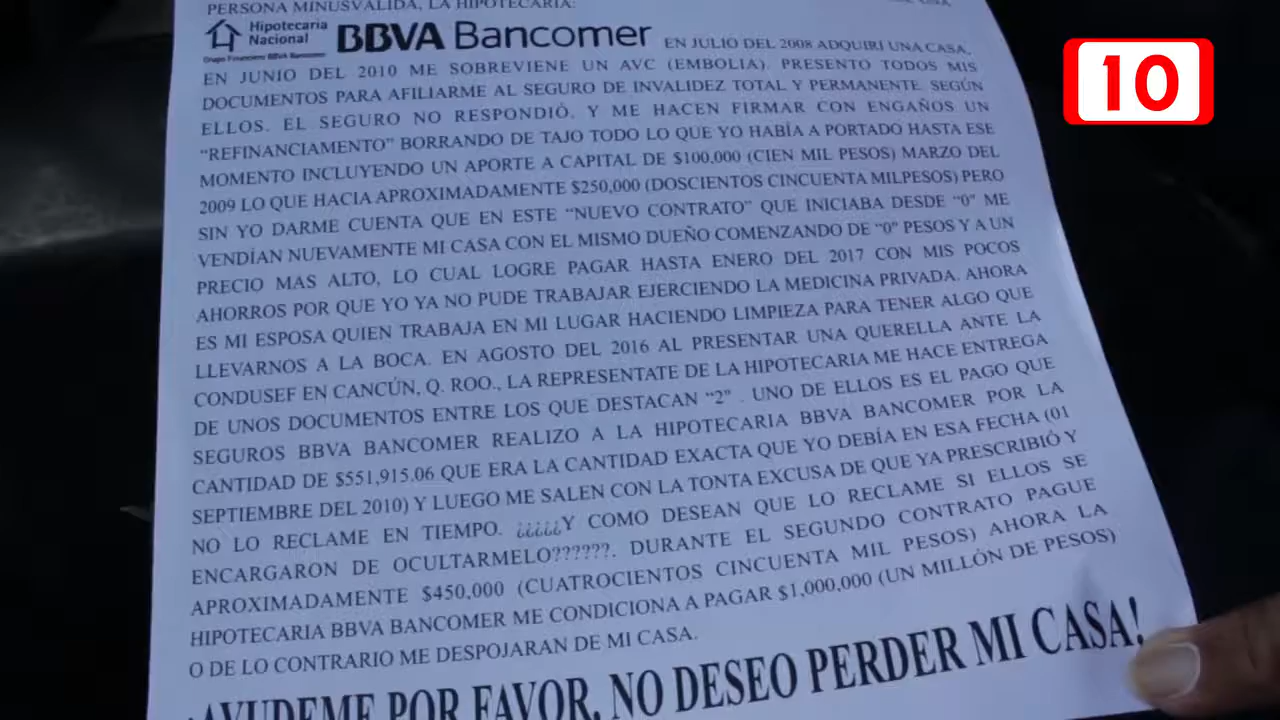 PERSONA MINUSVALIDA, LA HIPOTECARIA:
Hipotecaria
Nacional
Grupo Financiero BBVA Bancomer
BBVA Bancomer EN JULIO DEL 2008 ADQUIRI UNA CASA,
EN JUNIO DEL 2010 ME SOBREVIENE UN AVC (EMBOLIA). PRESENTO TODOS MIS
DOCUMENTOS PARA AFILIARME AL SEGURO DE INVALIDEZ TOTAL Y PERMANENTE. SEGÚN
ELLOS. EL SEGURO NO RESPONDIÓ, Y ME HACEN FIRMAR CON ENGAÑOS UN
“REFINANCIAMENTO” BORRANDO DE TAJO TODO LO QUE YO HABÍA A PORTADO HASTA ESE
MOMENTO INCLUYENDO UN APORTE A CAPITAL DE $100,000 (CIEN MIL PESOS) MARZO DEL
2009 LO QUE HACIA APROXIMADAMENTE $250,000 (DOSCIENTOS CINCUENTA MILPESOS) PERO
SIN YO DARME CUENTA QUE EN ESTE “NUEVO CONTRATO” QUE INICIABA DESDE “0" ME
VENDÍAN NUEVAMENTE MI CASA CON EL MISMO DUEÑO COMENZANDO DE “0" PESOS Y A UN
PRECIO MAS ALTO, LO CUAL LOGRE PAGAR HASTA ENERO DEL 2017 CON MIS POCOS
AHORROS POR QUE YO YA NO PUDE TRABAJAR EJERCIENDO LA MEDICINA PRIVADA. AHORA
ES MI ESPOSA QUIEN TRABAJA EN MI LUGAR HACIENDO LIMPIEZA PARA TENER ALGO QUE
LLEVARNOS A LA BOCA. EN AGOSTO DEL 2016 AL PRESENTAR UNA QUERELLA ANTE LA
CONDUSEF EN CANCÚN, Q. ROO., LA REPRESENTATE DE LA HIPOTECARIA ME HACE ENTREGA
DE UNOS DOCUMENTOS ENTRE LOS QUE DESTACAN “2" . UNO DE ELLOS ES EL PAGO QUE
SEGUROS BBVA BANCOMER REALIZO A LA HIPOTECARIA BBVA BANCOMER POR LA
CANTIDAD DE $551,915.06 QUE ERA LA CANTIDAD EXACTA QUE YO DEBÍA EN ESA FECHA (01
SEPTIEMBRE DEL 2010) Y LUEGO ME SALEN CON LA TONTA EXCUSA DE QUE YA PRESCRIBIÓ Y
NO LO RECLAME EN TIEMPO. ¿¿¿¿¿Y COMO DESEAN QUE LO RECLAME SI ELLOS SE
ENCARGARON DE OCULTARMELO??????. DURANTE EL SEGUNDO CONTRATO PAGUE
APROXIMADAMENTE $450,000 (CUATROCIENTOS CINCUENTA MIL PESOS) AHORA LA
HIPOTECARIA BBVA BANCOMER ME CONDICIONA A PAGAR $1,000,000 (UN MILLÓN DE PESOS)
O DE LO CONTRARIO ME DESPOJARAN DE MI CASA.
¡AYUDEME POR FAVOR, NO DESEO PERDER MI CASA!
10